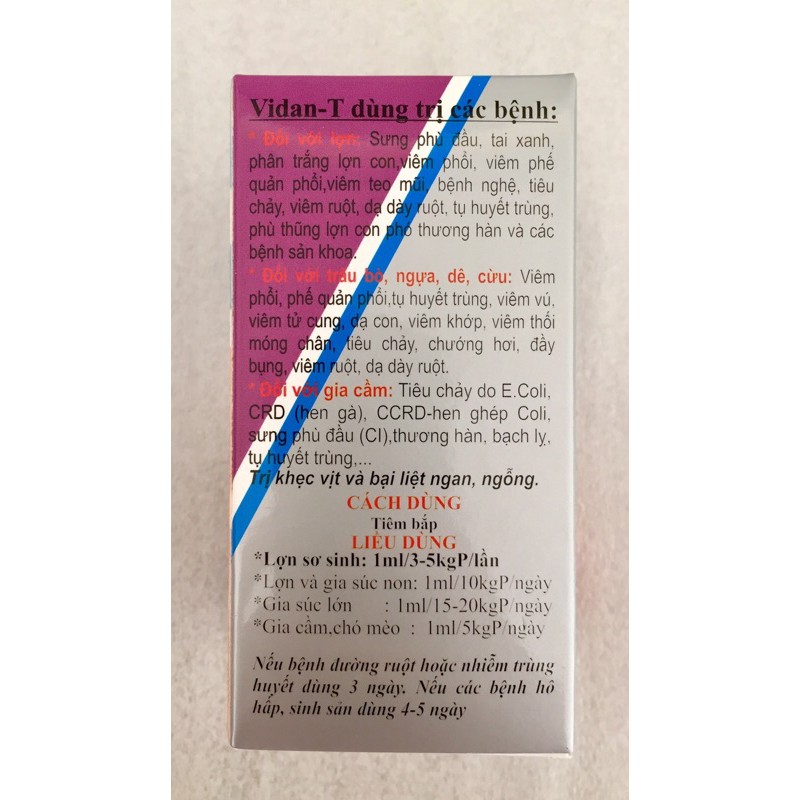 Vidan-T dùng trị các bệnh:
* Đối với lợn: Sưng phù đầu, tai xanh,
phân trắng lợn con,viêm phổi, viêm phế
quản phổi,viêm teo mũi, bệnh nghệ, tiêu
chảy, viêm ruột, dạ dày ruột, tụ huyết trùng,
phù thũng lợn con phó thương hàn và các
bệnh sản khoa.
* Đối với trâu bò, ngựa, dê, cừu: Viêm
phổi, phế quản phổi,tụ huyết trùng, viêm vú,
viêm tử cung, dạ con, viêm khớp, viêm thối
móng chân, tiêu chảy, chướng hơi, đầy
bụng, viêm ruột, dạ dày ruột.
* Đối với gia cầm: Tiêu chảy do E.Coli,
CRD (hen gà), CCRD-hen ghép Coli,
sưng phù đầu (CI),thương hàn, bạch lỵ,
tụ huyết trùng,...
Trị khẹc vịt và bại liệt ngan, ngỗng.
CÁCH DÙNG
Tiêm bắp
LIỀU DÙNG
*Lợn sơ sinh: 1ml/3-5kgP/lần
*Lợn và gia súc non: 1ml/10kgP/ngày
*Gia súc lớn : 1ml/15-20kgP/ngày
*Gia cầm,chó mèo : 1ml/5kgP/ngày
Nếu bệnh đường ruột hoặc nhiễm trùng
huyết dùng 3 ngày. Nếu các bệnh hô
hấp, sinh sản dùng 4-5 ngày